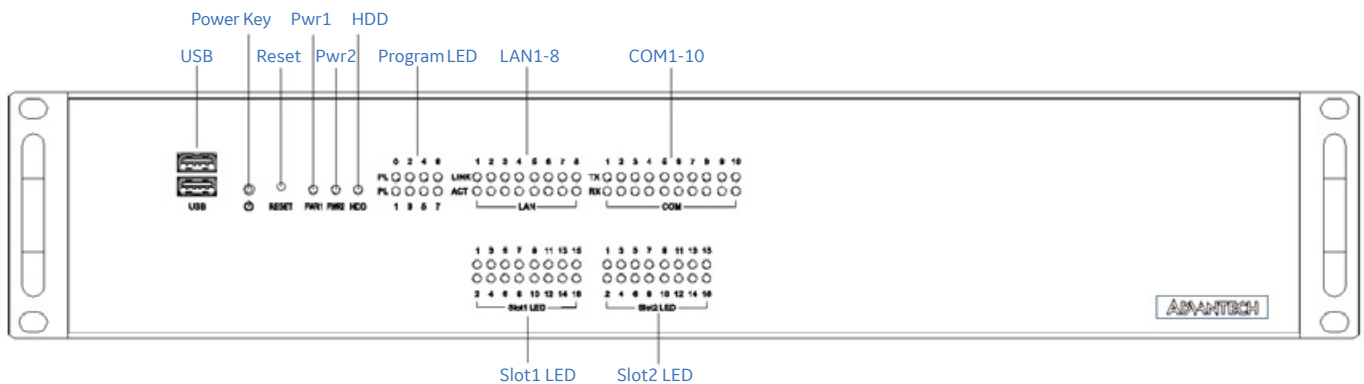 Power Key Pwr1 HDD
USB Reset Pwr2 Program LED LAN1-8 COM1-10
0 2 4 6 1 2 3 4 5 6 7 8 1 2 3 4 5 6 7 8 9 10
PL LINK TX
PL ACT RX
USB RESET PWR1 PWR2 HDD 1 3 5 7 LAN COM
1 3 5 7 9 11 13 15 1 3 5 7 9 11 13 15
2 4 6 8 10 12 14 16 2 4 6 8 10 12 14 16
Slot1 LED Slot2 LED
ADVANTECH
Slot1 LED Slot2 LED